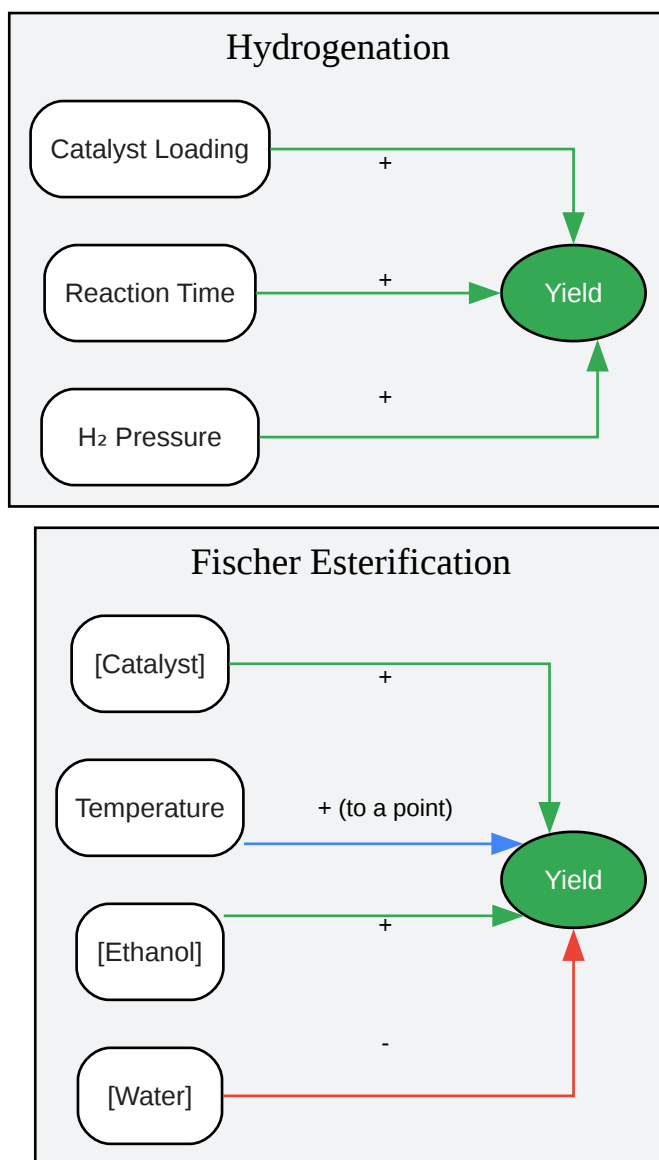 Hydrogenation
Catalyst Loading
+
Reaction Time
+
Yield
H₂ Pressure
+
Fischer Esterification
[Catalyst]
+
Temperature
+ (to a point)
Yield
[Ethanol]
+
[Water]
-